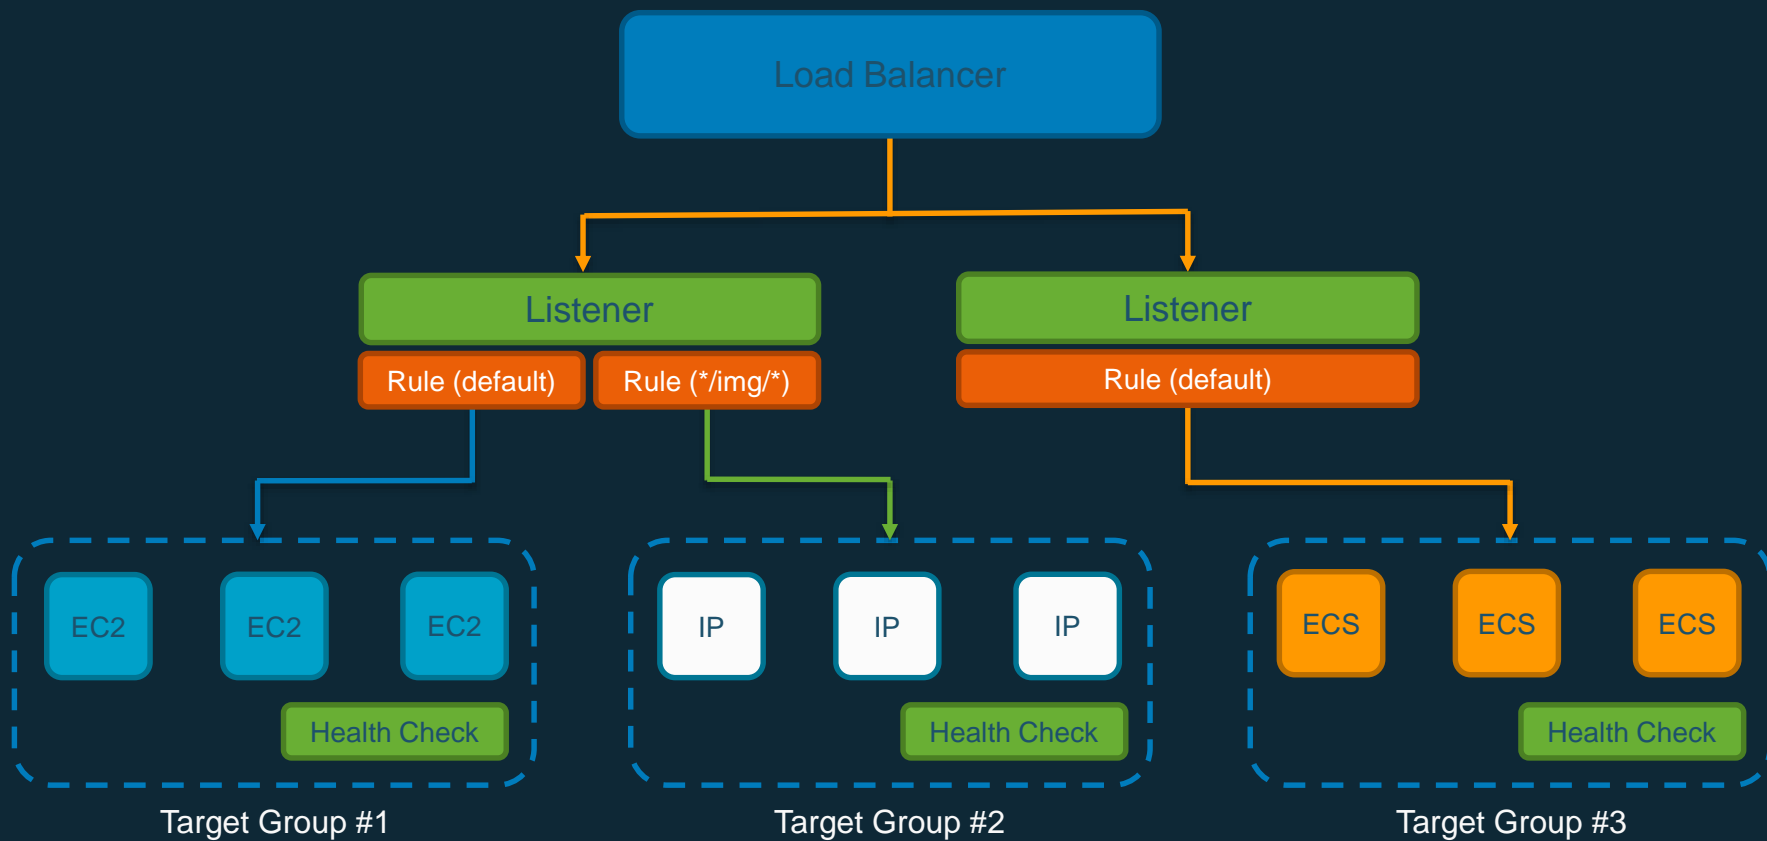 Load Balancer
Listener
Listener
Rule (default)
Rule (*/img/*)
Rule (default)
EC2
EC2
EC2
Health Check
Target Group #1
IP
IP
IP
Health Check
Target Group #2
ECS
ECS
ECS
Health Check
Target Group #3